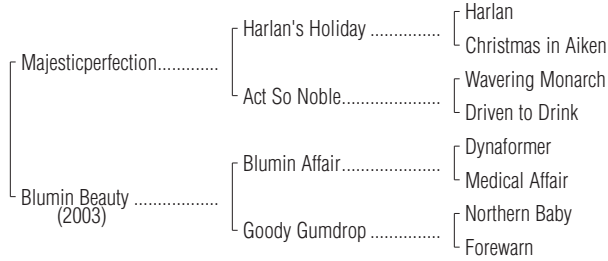 Harlan
Harlan's Holiday ..................
Christmas in Aiken
Majesticperfection.............
Wavering Monarch
Act So Noble.....................
Driven to Drink
Dynaformer
Blumin Affair.....................
Medical Affair
Blumin Beauty ..................
(2003)
Northern Baby
Goody Gumdrop ...............
Forewarn